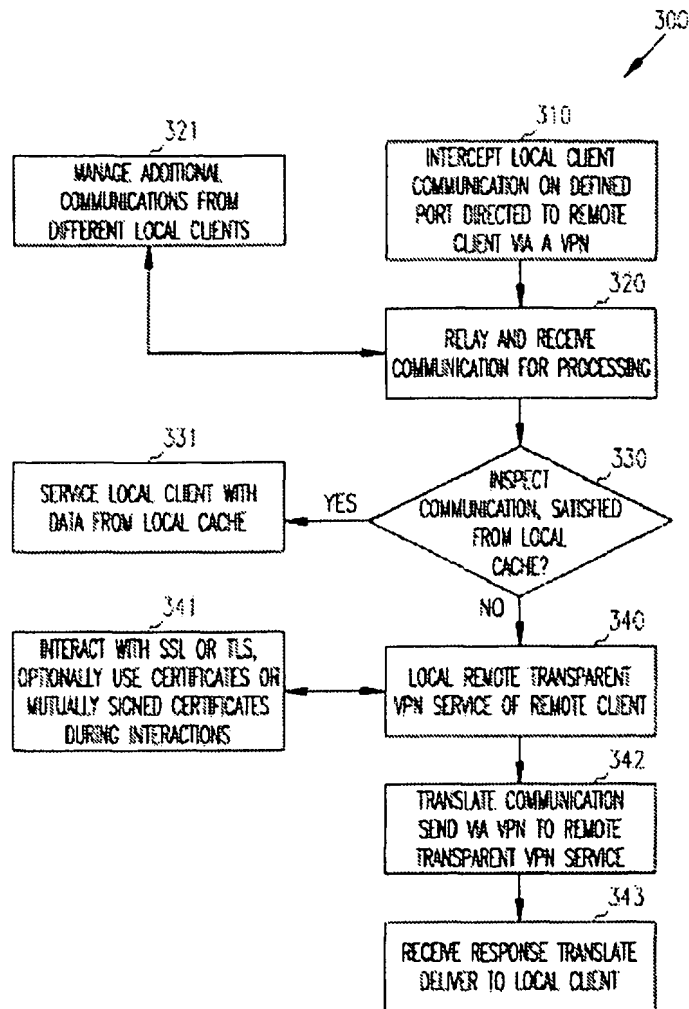 300
321
MANAGE ADDITIONAL
COMMUNICATIONS FROM
DIFFERENT LOCAL CLIENTS
310
INTERCEPT LOCAL CLIENT
COMMUNICATION ON DEFINED
PORT DIRECTED TO REMOTE
CLIENT VIA A VPN
320
RELAY AND RECEIVE
COMMUNICATION FOR PROCESSING
331
SERVICE LOCAL CLIENT WITH
DATA FROM LOCAL CACHE
YES
330
INSPECT
COMMUNICATION, SATISFIED
FROM LOCAL
CACHE?
NO
341
INTERACT WITH SSL OR TLS,
OPTIONALLY USE CERTIFICATES OR
MUTUALLY SIGNED CERTIFICATES
DURING INTERACTIONS
340
LOCAL REMOTE TRANSPARENT
VPN SERVICE OF REMOTE CLIENT
342
TRANSLATE COMMUNICATION
SEND VIA VPN TO REMOTE
TRANSPARENT VPN SERVICE
343
RECEIVE RESPONSE TRANSLATE
DELIVER TO LOCAL CLIENT